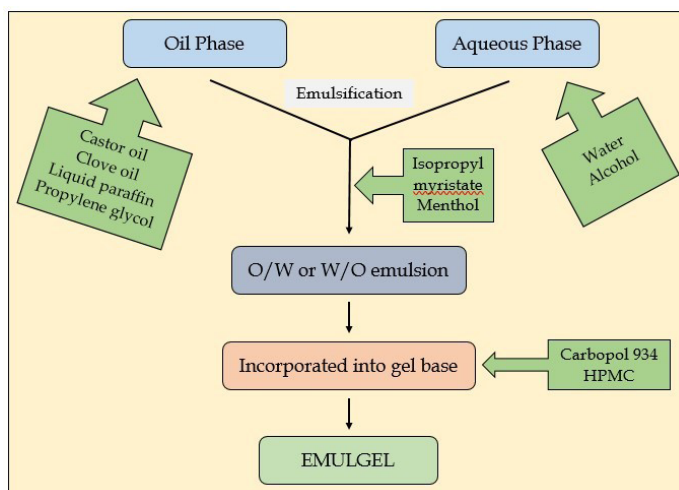 Oil Phase
Aqueous Phase
Emulsification
Castor oil
Clove oil
Liquid paraffin
Propylene glycol
Water
Alcohol
Isopropyl
myristate
Menthol
O/W or W/O emulsion
Incorporated into gel base
Carbopol 934
HPMC
EMULGEL